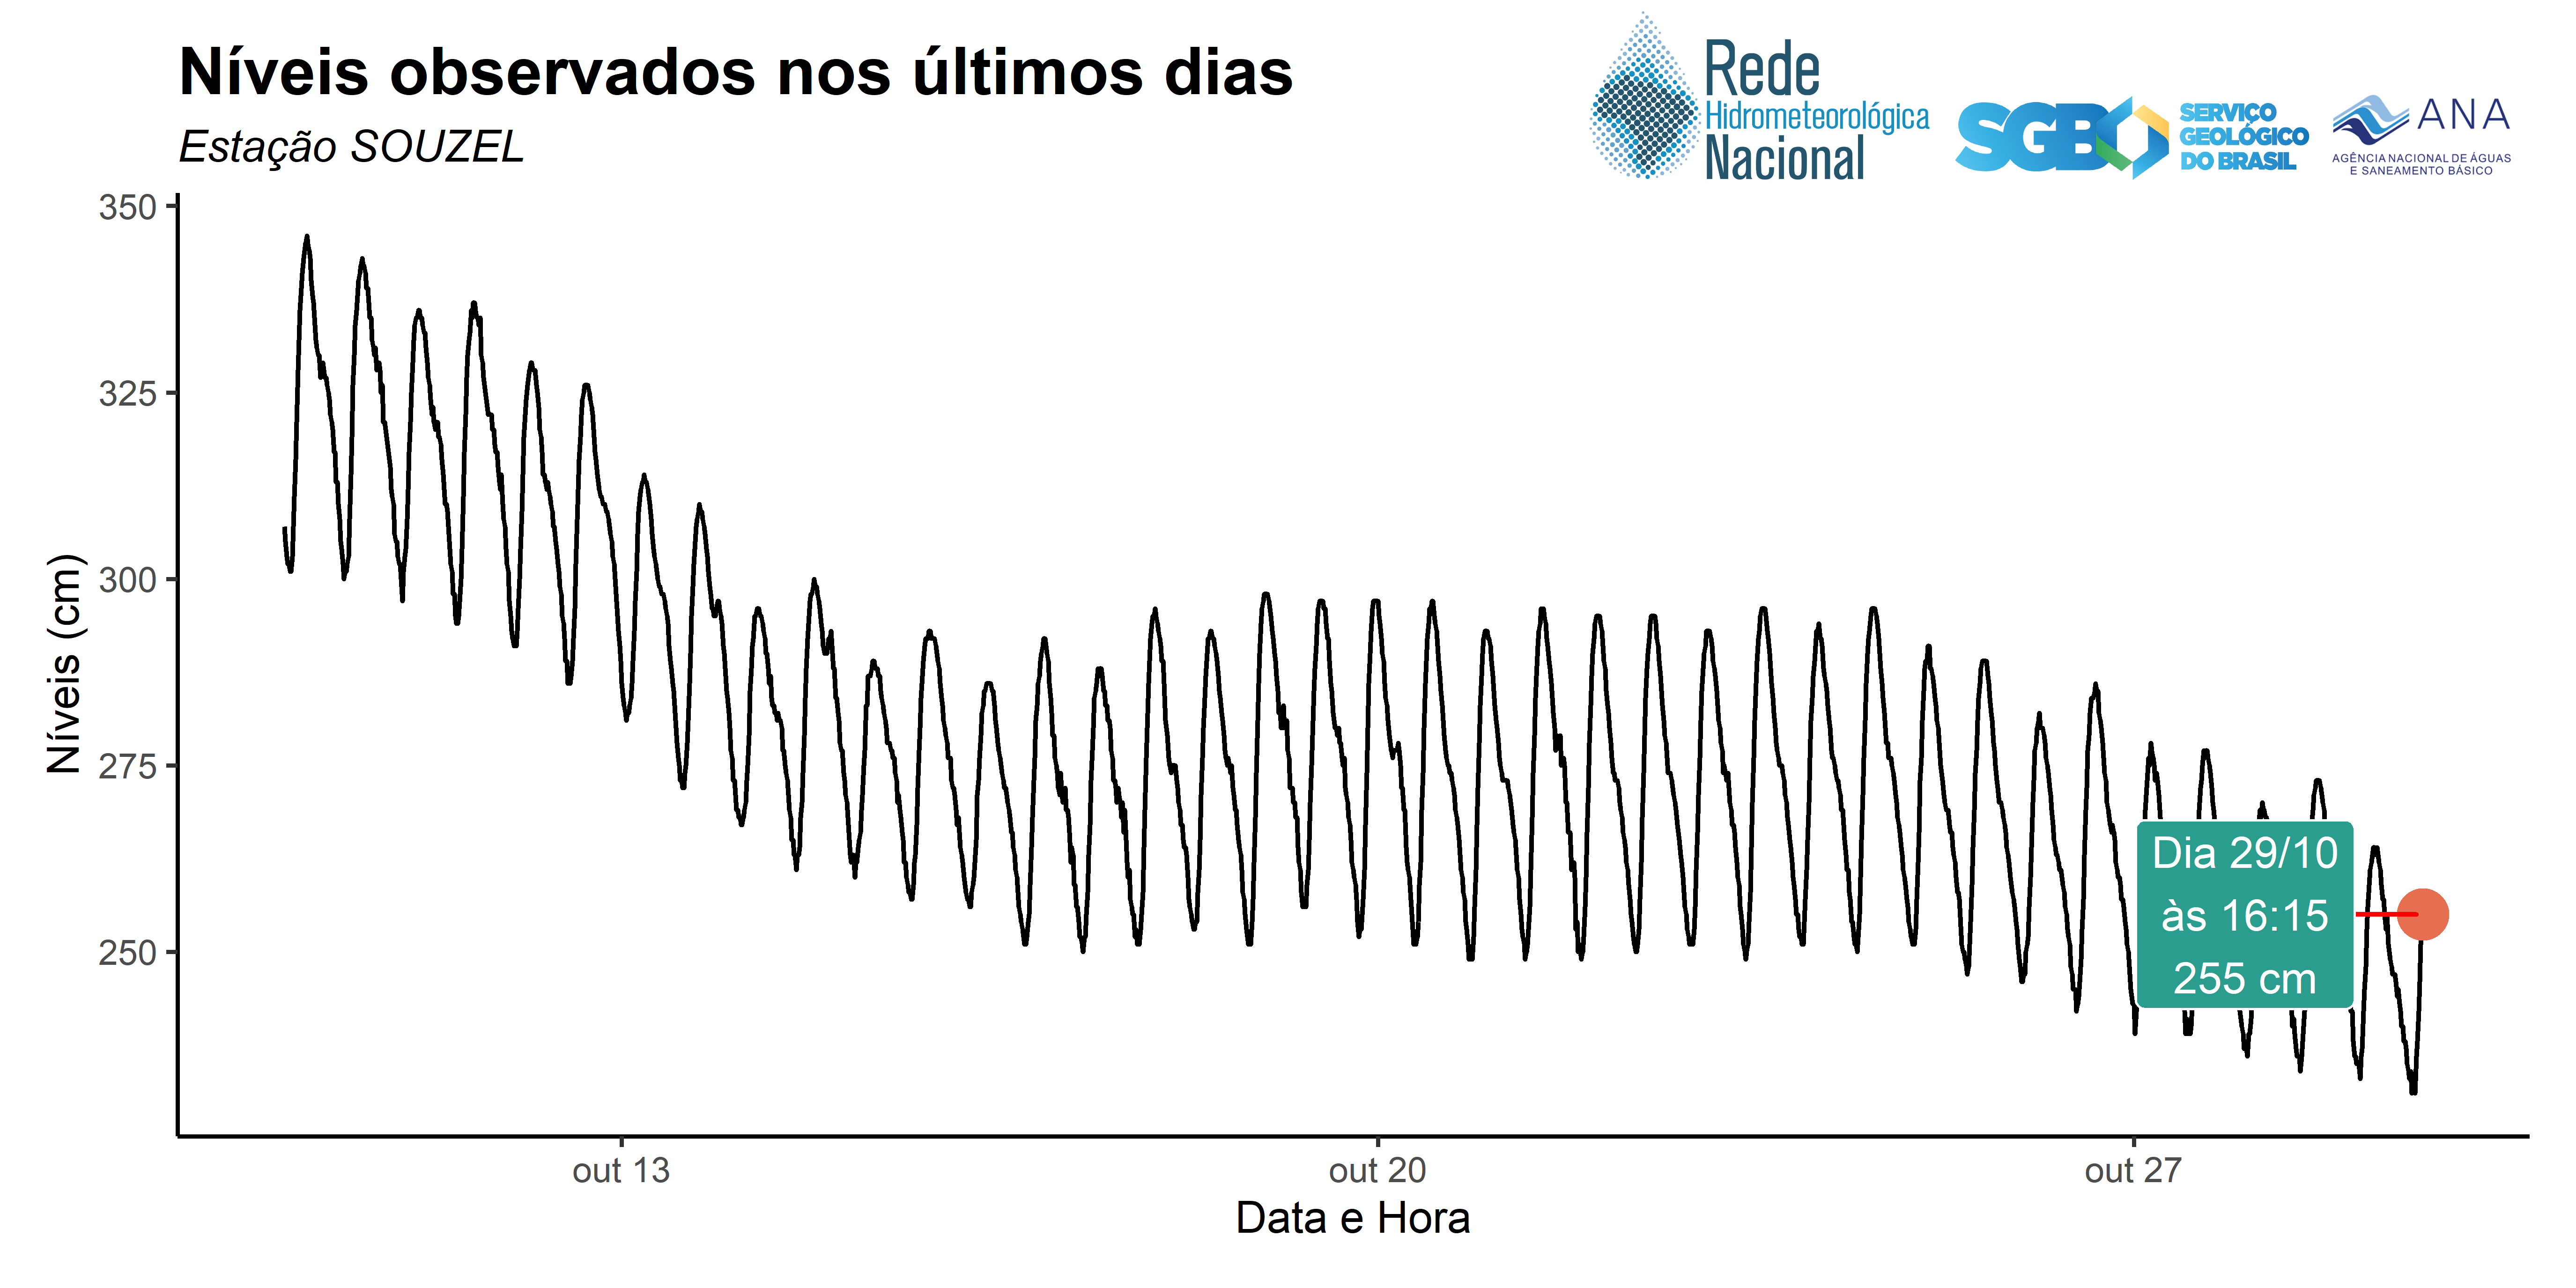 Níveis observados nos últimos dias
Estação SOUZEL
Rede
Hidrometeorológica
Nacional
SGB
SERVIÇO
GEOLÓGICO
DO BRASIL
ANA
AGÊNCIA NACIONAL DE ÁGUAS
E SANEAMENTO BÁSICO
350
325
300
275
250
Níveis (cm)
Dia 29/10
às 16:15
255 cm
out 13
out 20
out 27
Data e Hora